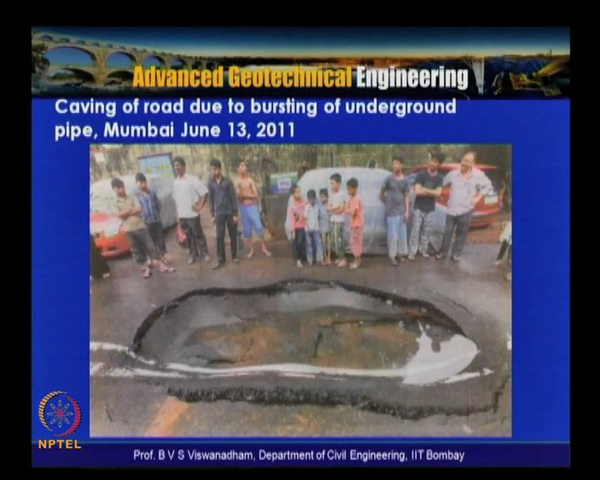 Advanced Geotechnical Engineering
Caving of road due to bursting of underground
pipe, Mumbai June 13, 2011
NPTEL
Prof. B V S Viswanadham, Department of Civil Engineering, IIT Bombay